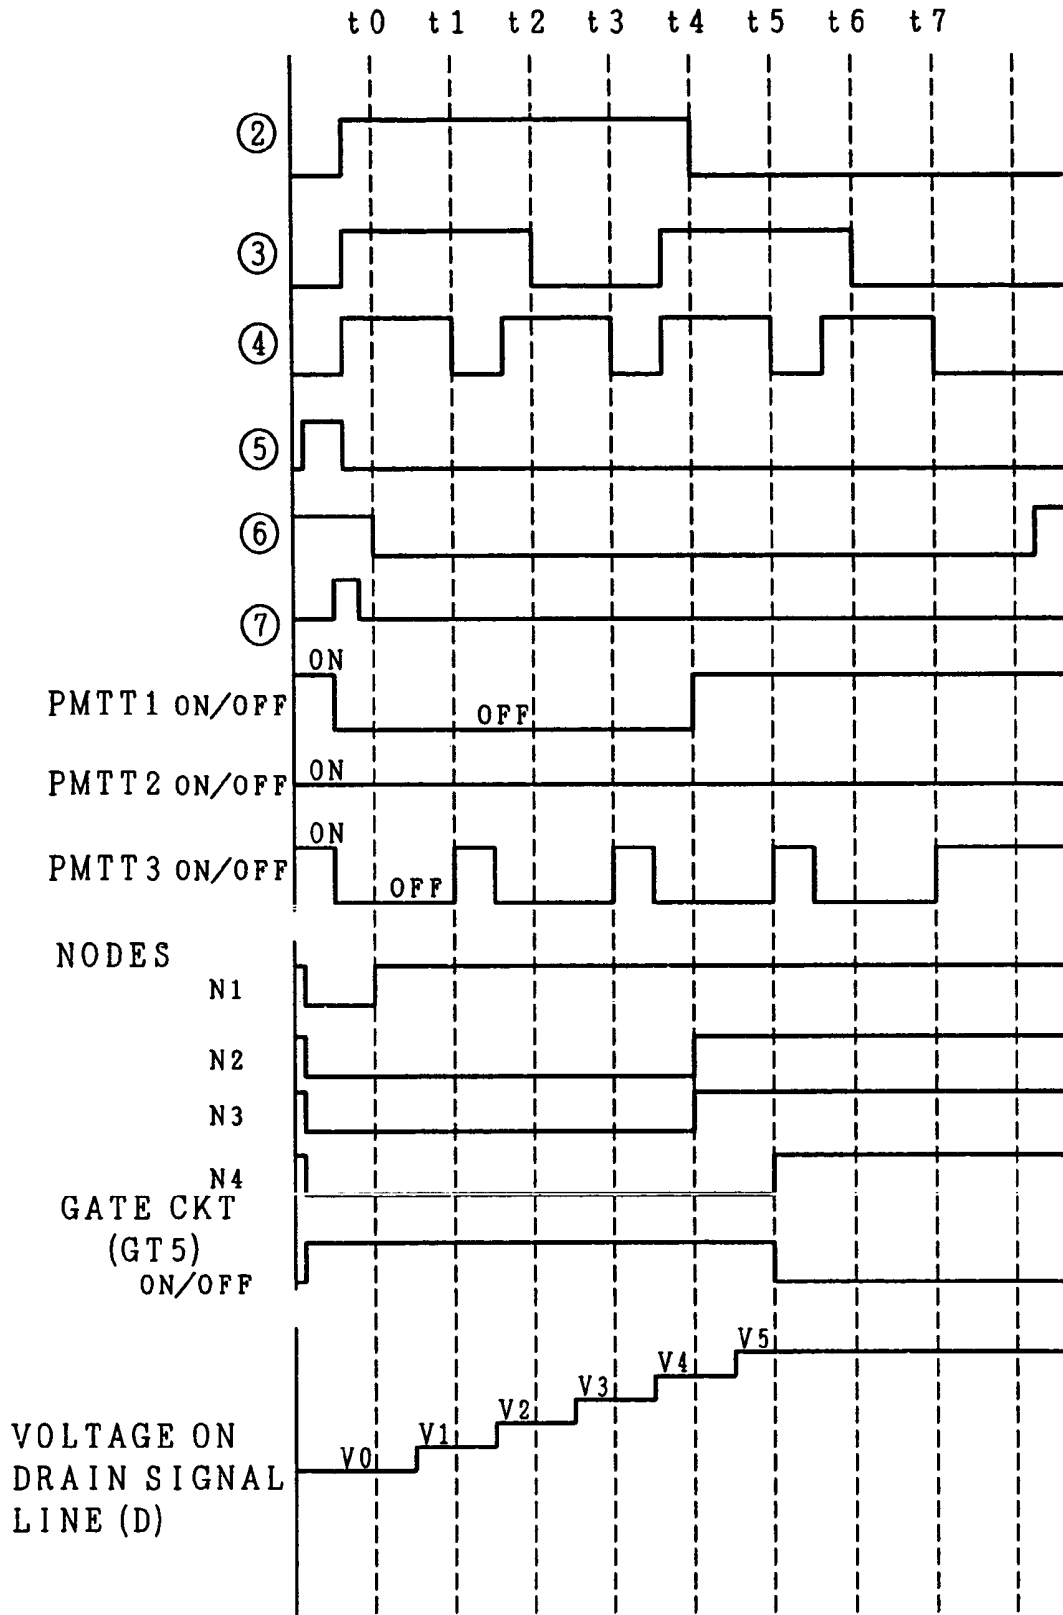 t0 t1 t2 t3 t4 t5 t6 t7
②
③
④
⑤
⑥
⑦
ON
PMTT1 ON/OFF
OFF
ON
PMTT2 ON/OFF
ON
PMTT3 ON/OFF
OFF
NODES
N1
N2
N3
N4
GATE CKT
(GT5)
ON/OFF
V5
V4
V3
V2
V1
V0
VOLTAGE ON
DRAIN SIGNAL
LINE (D)